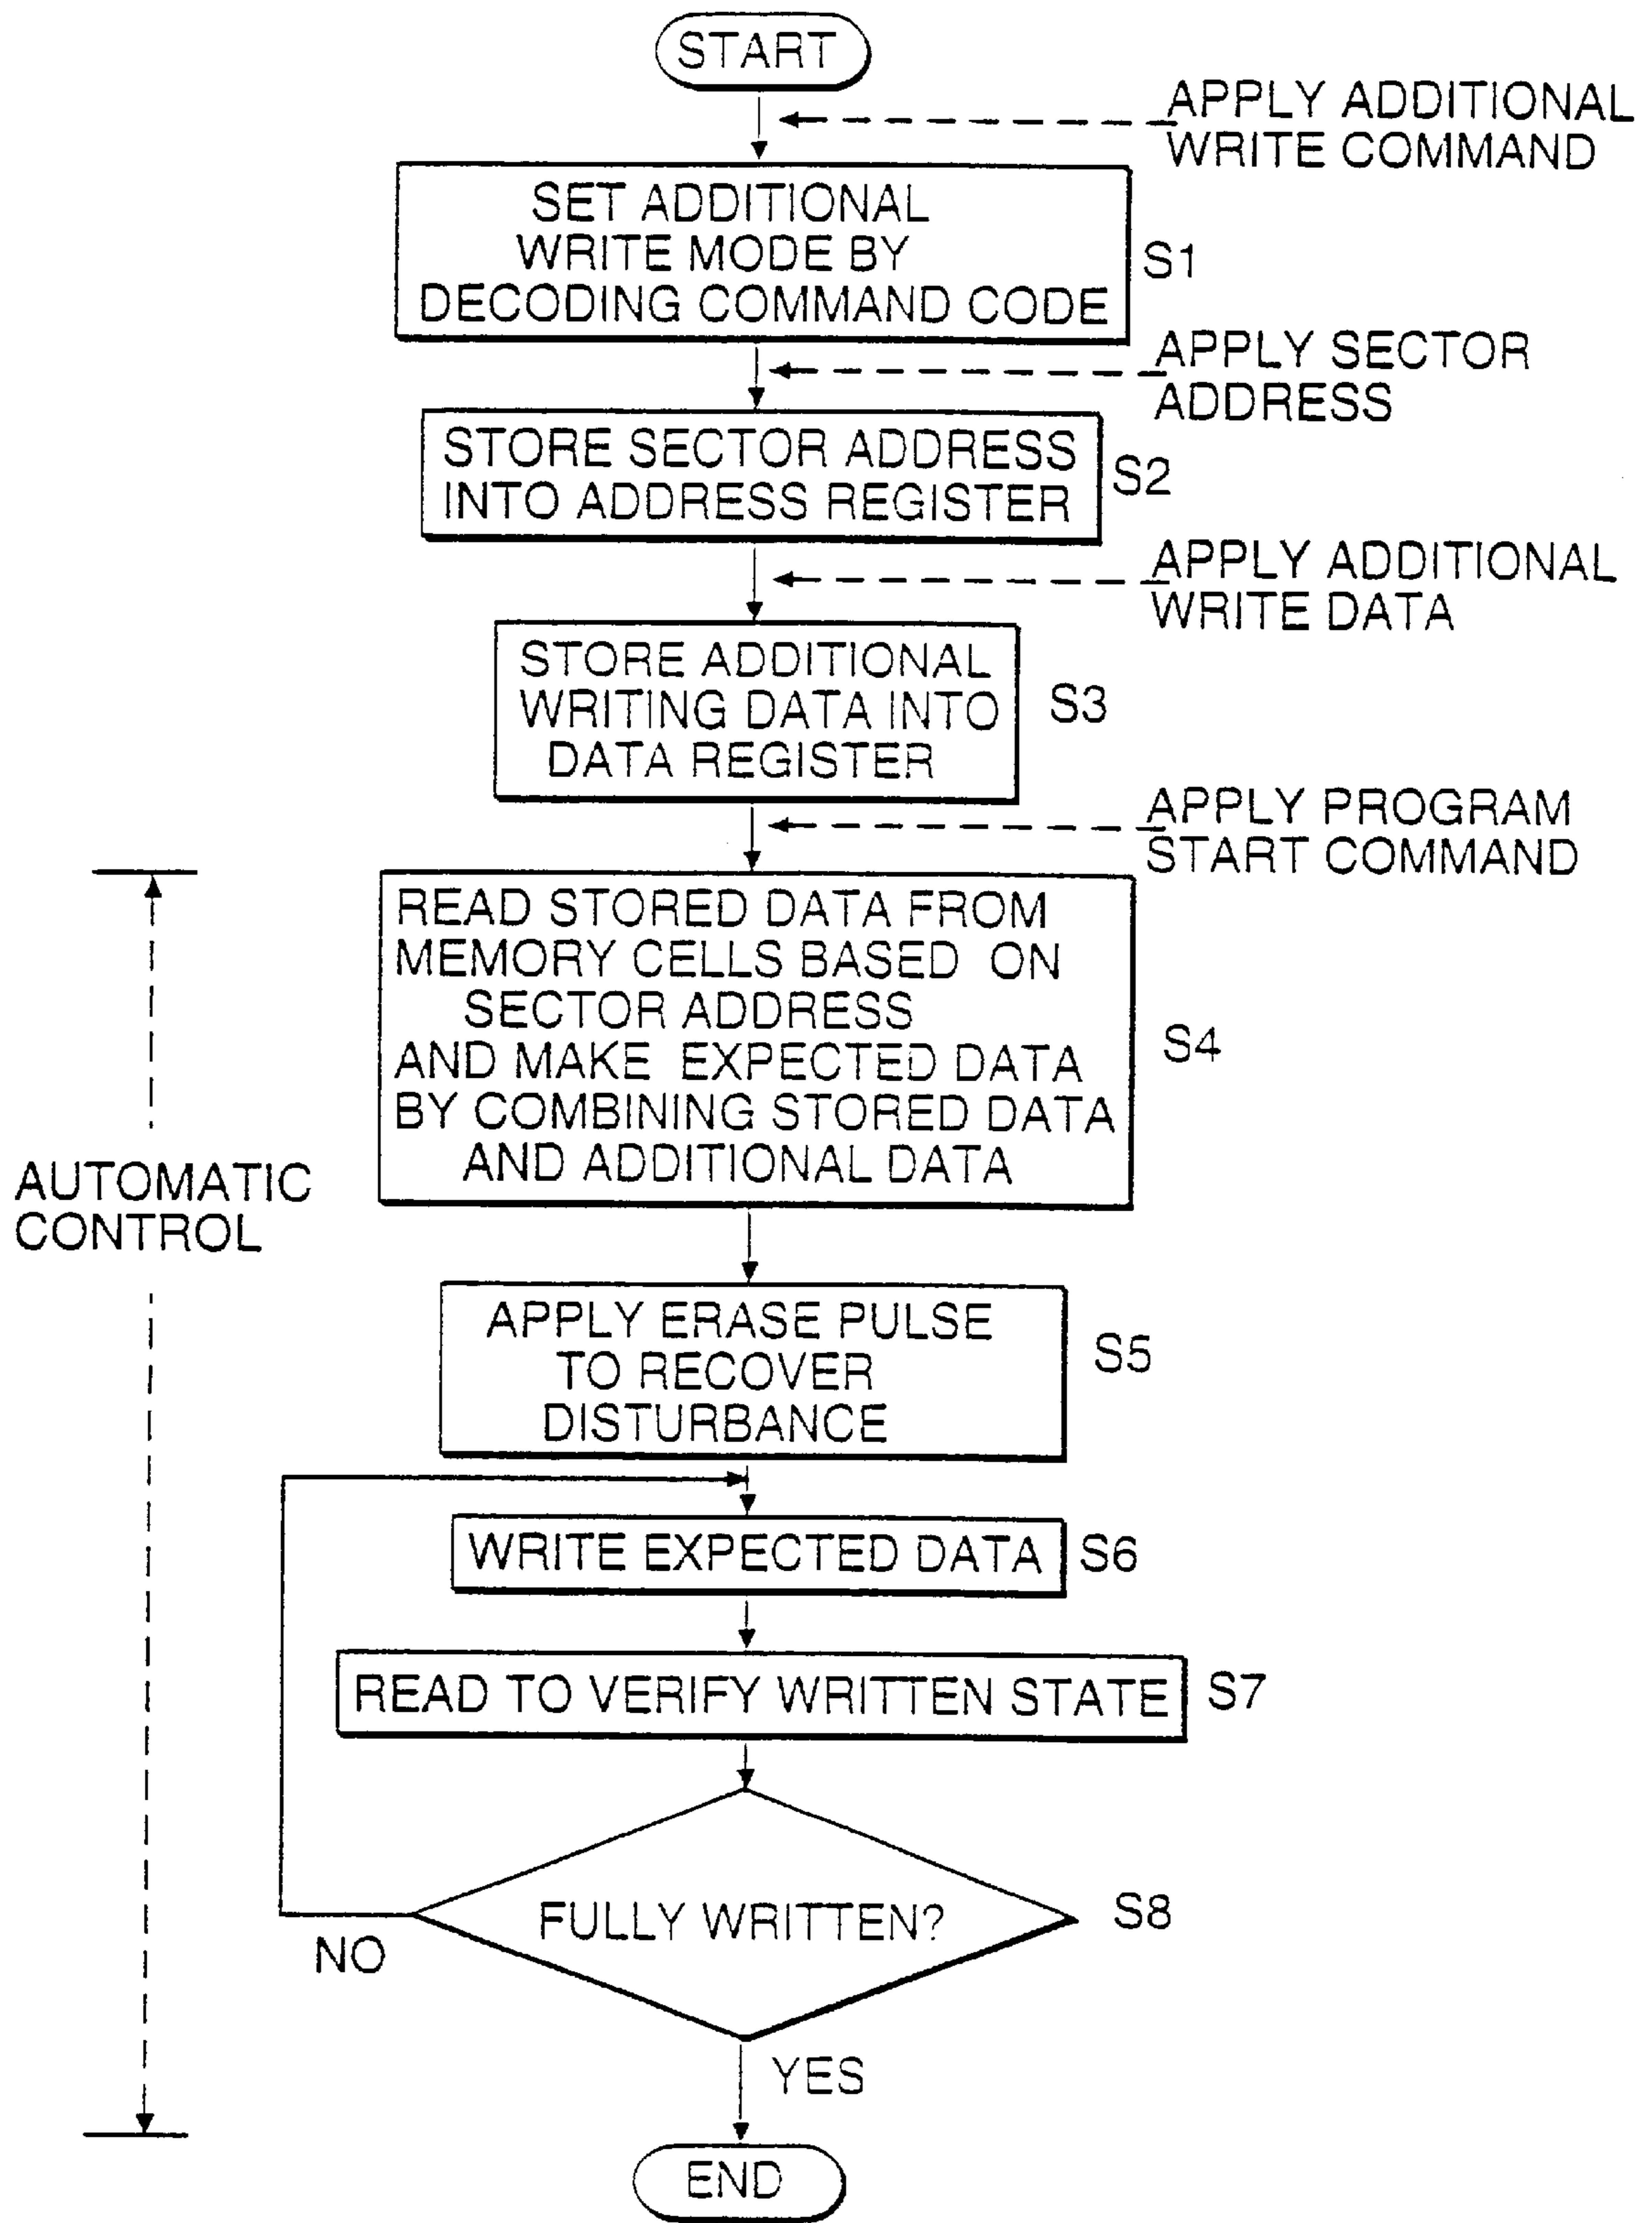 START
APPLY ADDITIONAL
WRITE COMMAND
SET ADDITIONAL
WRITE MODE BY
DECODING COMMAND CODE
S1
APPLY SECTOR
ADDRESS
STORE SECTOR ADDRESS
INTO ADDRESS REGISTER
S2
APPLY ADDITIONAL
WRITE DATA
STORE ADDITIONAL
WRITING DATA INTO
DATA REGISTER
S3
APPLY PROGRAM
START COMMAND
READ STORED DATA FROM
MEMORY CELLS BASED ON
SECTOR ADDRESS
AND MAKE EXPECTED DATA
BY COMBINING STORED DATA
AND ADDITIONAL DATA
S4
AUTOMATIC
CONTROL
APPLY ERASE PULSE
TO RECOVER
DISTURBANCE
S5
WRITE EXPECTED DATA
S6
READ TO VERIFY WRITTEN STATE
S7
FULLY WRITTEN?
S8
NO
YES
END